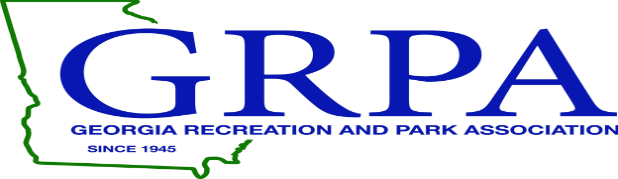 GRPA
GEORGIA RECREATION AND PARK ASSOCIATION
SINCE 1945